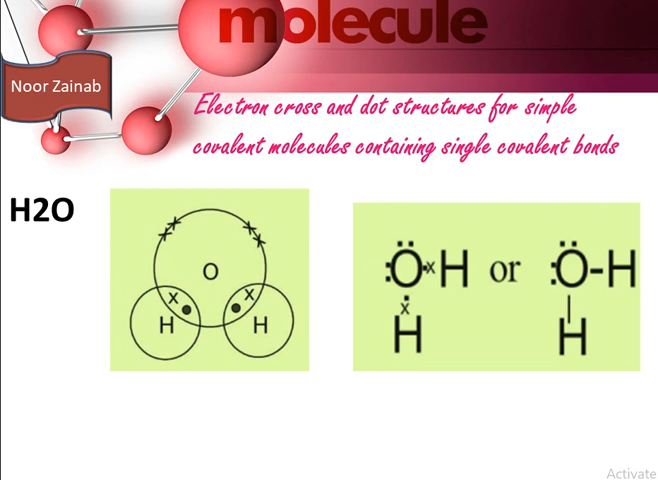 molecule
Noor Zainab
Electron cross and dot structures for simple
covalent molecules containing single covalent bonds
H2O
O
x x
H H
:Ö·xH or :Ö-H
·
x |
H H
Activate